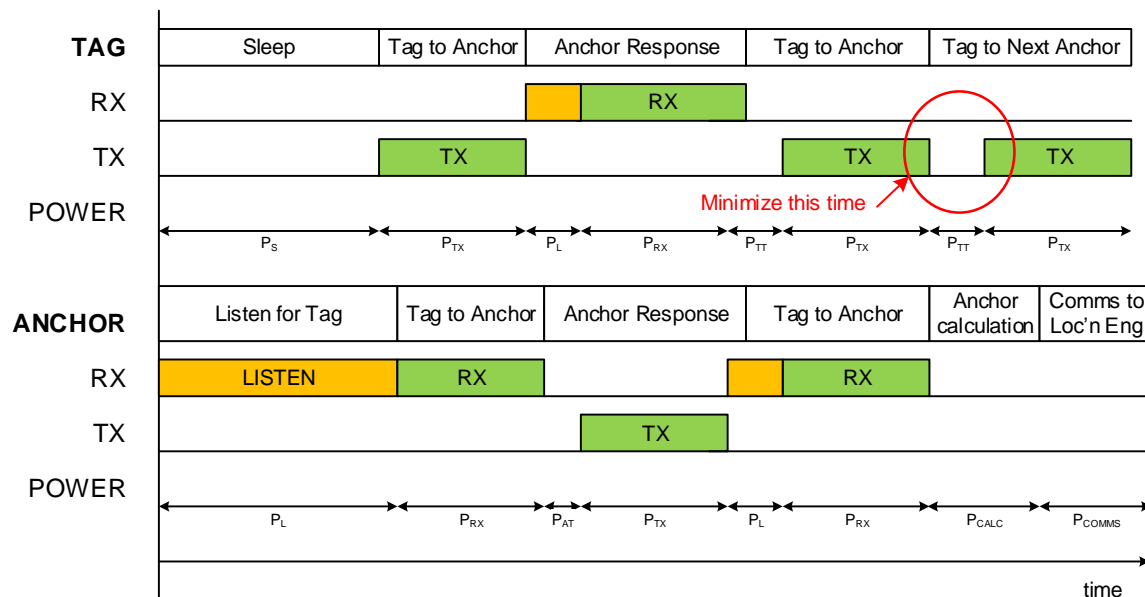 TAG Sleep Tag to Anchor Anchor Response Tag to Anchor Tag to Next Anchor
RX RX
TX TX TX TX
Minimize this time
POWER
PS PTX PL PRX PTT PTX PTT PTX
ANCHOR Listen for Tag Tag to Anchor Anchor Response Tag to Anchor Anchor calculation Comms to Loc'n Eng
RX LISTEN RX RX
TX TX
POWER
PL PRX PAT PTX PL PRX PCALC PCOMMS
time